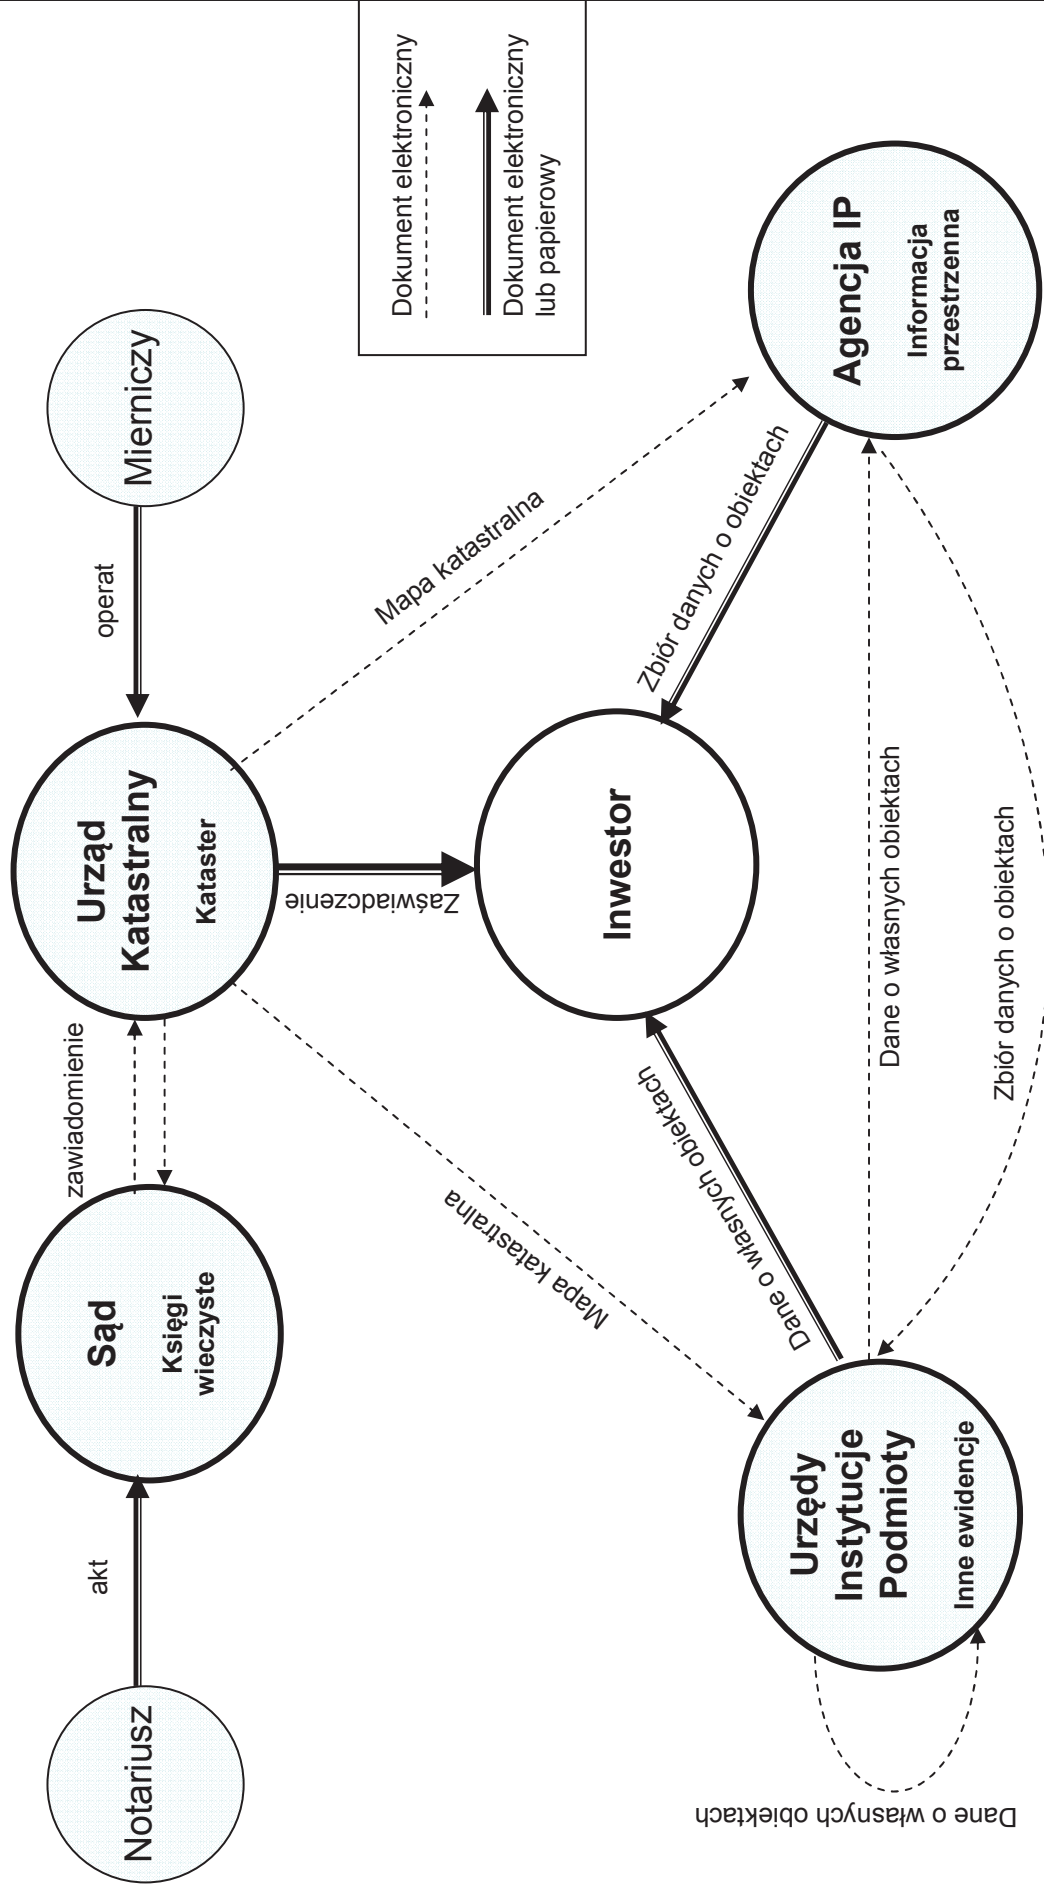 Notariusz
akt
Sąd
Księgi
wieczyste
zawiadomienie
Urząd
Katastralny
Kataster
operat
Mierniczy
Zaświadczenie
Mapa katastralna
Mapa katastralna
Dokument elektroniczny
Dokument elektroniczny
lub papierowy
Inwestor
Dane o własnych obiektach
Zbiór danych o obiektach
Urzędy
Instytucje
Podmioty
Inne ewidencje
Dane o własnych obiektach
Dane o własnych obiektach
Zbiór danych o obiektach
Agencja IP
Informacja
przestrzenna